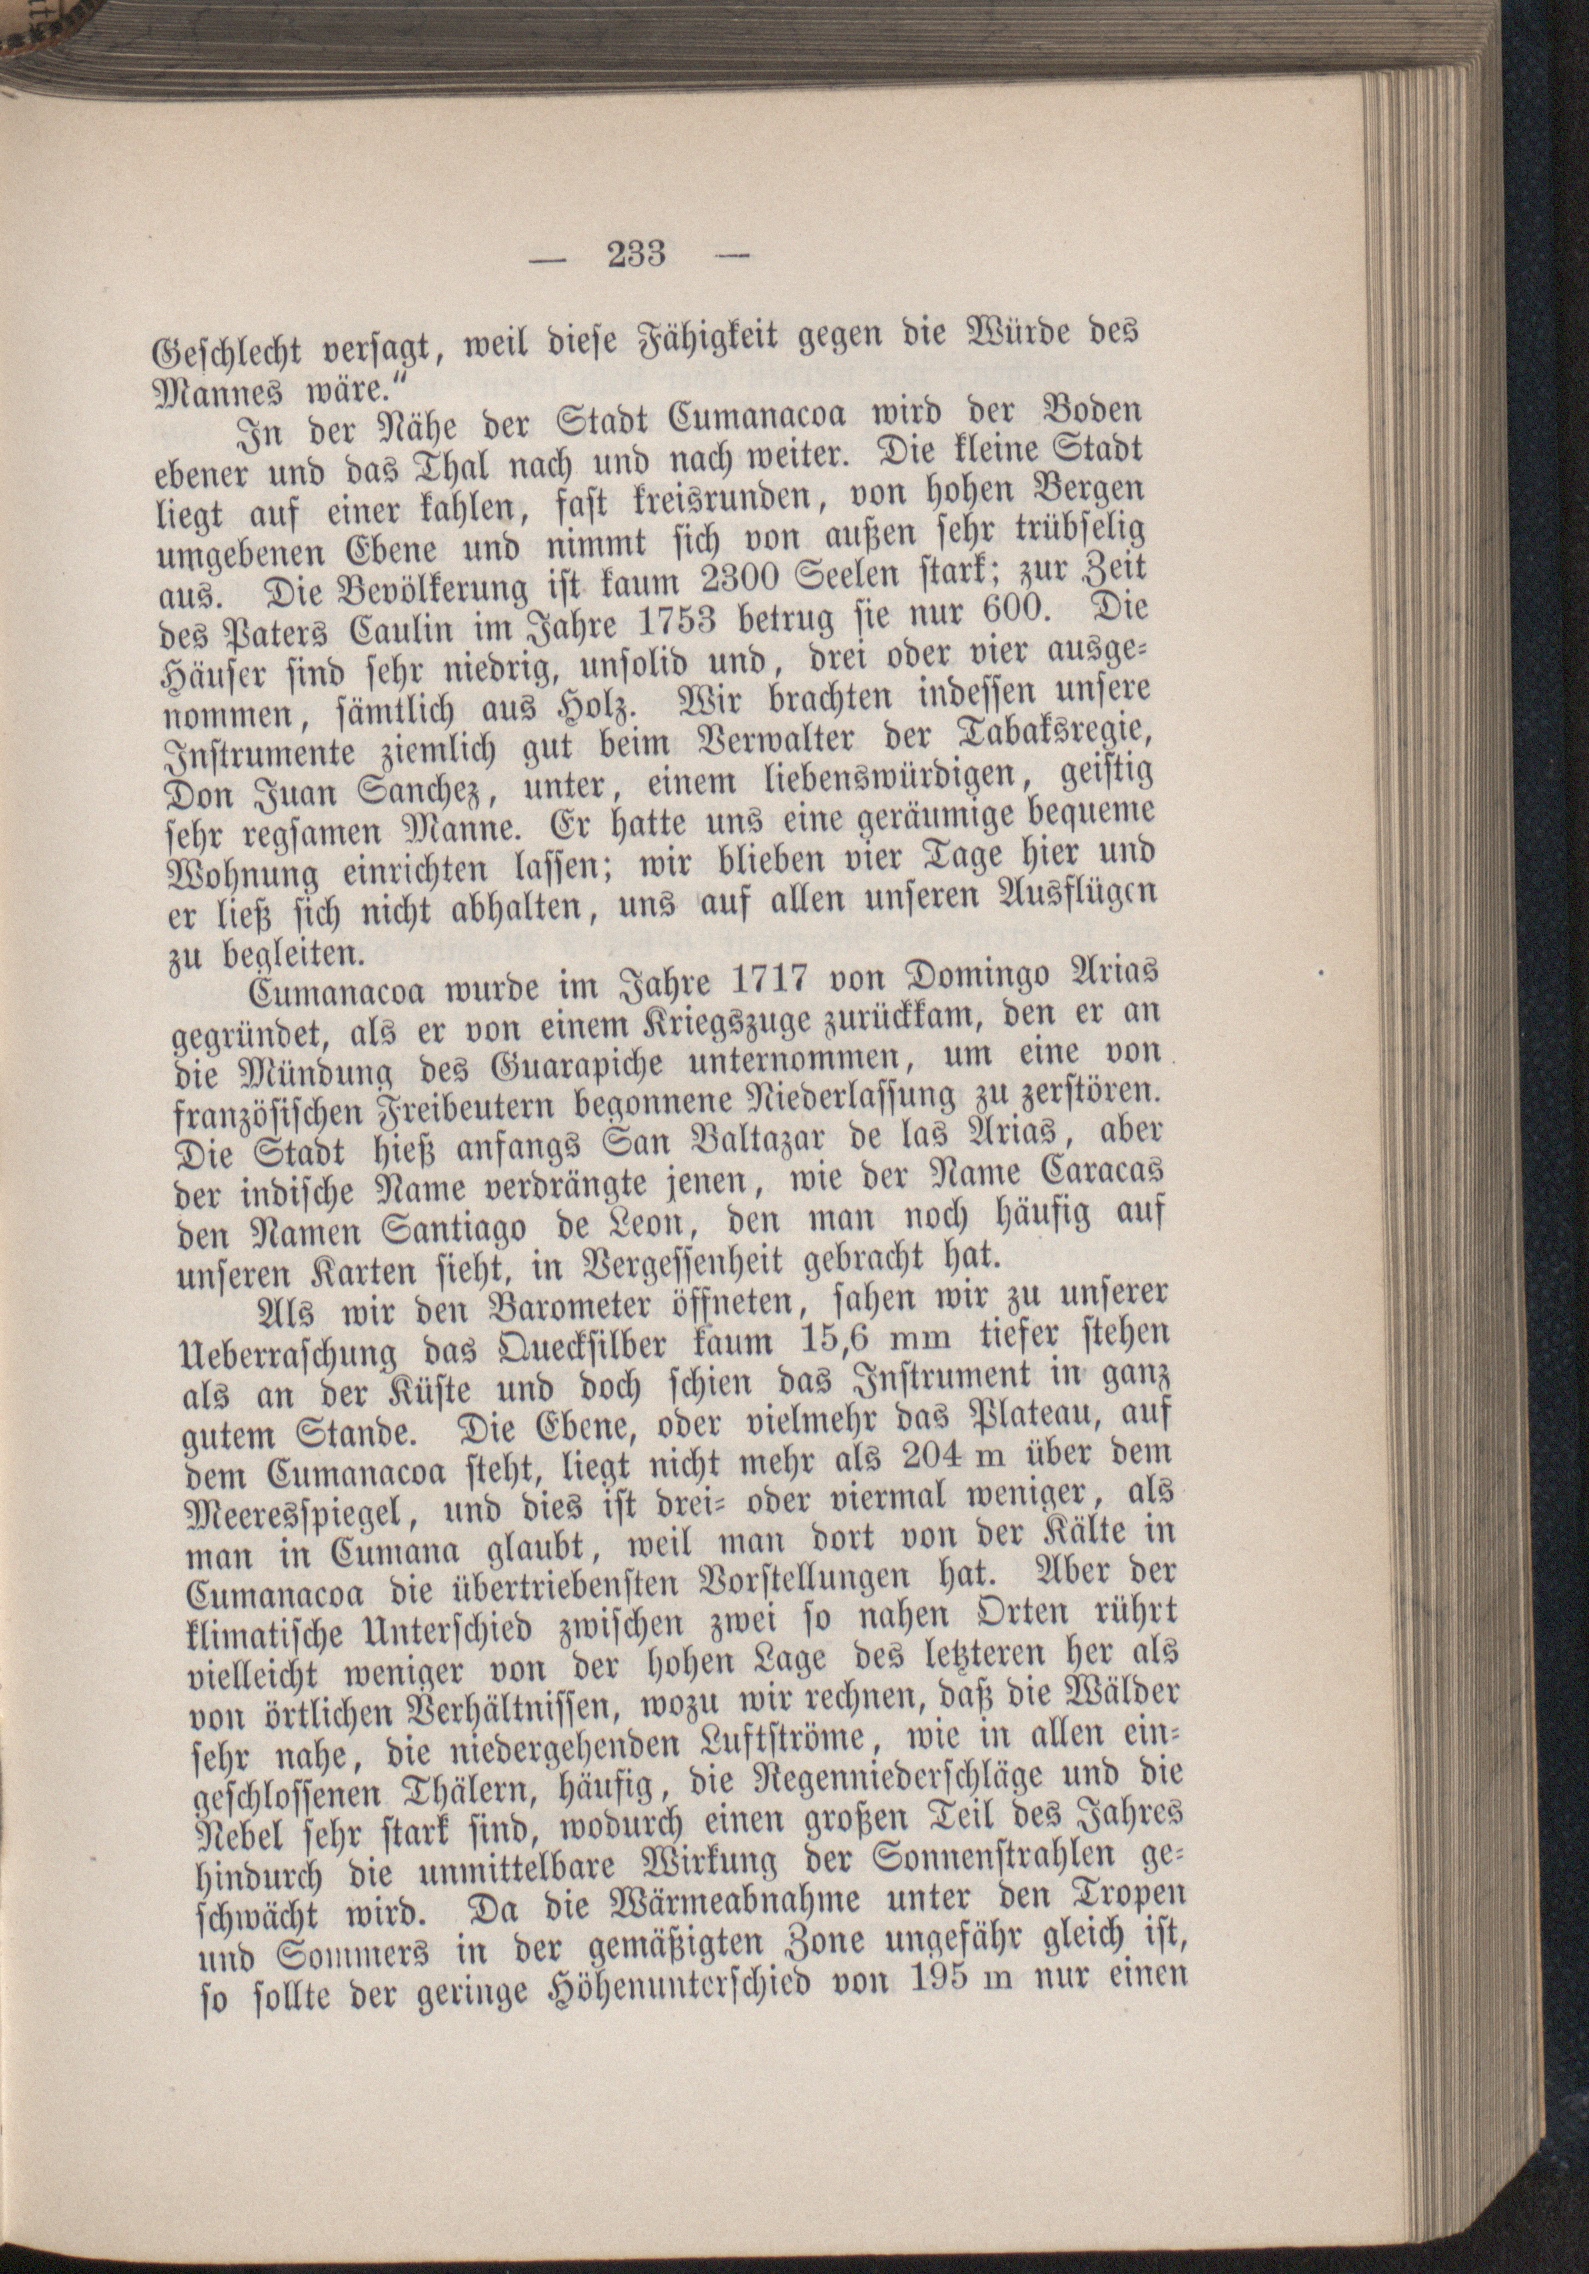 — 233 —
Geschlecht versagt, weil diese Fähigkeit gegen die Würde des
Mannes wäre.“
In der Nähe der Stadt Cumanacoa wird der Boden
ebener und das Thal nach und nach weiter. Die kleine Stadt
liegt auf einer kahlen, fast kreisrunden, von hohen Bergen
umgebenen Ebene und nimmt sich von außen sehr trübselig
aus. Die Bevölkerung ist kaum 2300 Seelen stark; zur Zeit
des Paters Caulin im Jahre 1753 betrug sie nur 600. Die
Häuser sind sehr niedrig, unsolid und, drei oder vier ausge-
nommen, sämtlich aus Holz. Wir brachten indessen unsere
Instrumente ziemlich gut beim Verwalter der Tabaksregie,
Don Juan Sanchez, unter, einem liebenswürdigen, geistig
sehr regsamen Manne. Er hatte uns eine geräumige bequeme
Wohnung einrichten lassen; wir blieben vier Tage hier und
er ließ sich nicht abhalten, uns auf allen unseren Ausflügen
zu begleiten.
Cumanacoa wurde im Jahre 1717 von Domingo Arias
gegründet, als er von einem Kriegszuge zurückkam, den er an
die Mündung des Guarapiche unternommen, um eine von
französischen Freibeutern begonnene Niederlassung zu zerstören.
Die Stadt hieß anfangs San Baltazar de las Arias, aber
der indische Name verdrängte jenen, wie der Name Caracas
den Namen Santiago de Leon, den man noch häufig auf
unseren Karten sieht, in Vergessenheit gebracht hat.
Als wir den Barometer öffneten, sahen wir zu unserer
Ueberraschung das Quecksilber kaum 15,6 mm tiefer stehen
als an der Küste und doch schien das Instrument in ganz
gutem Stande. Die Ebene, oder vielmehr das Plateau, auf
dem Cumanacoa steht, liegt nicht mehr als 204 m über dem
Meeresspiegel, und dies ist drei- oder viermal weniger, als
man in Cumana glaubt, weil man dort von der Kälte in
Cumanacoa die übertriebensten Vorstellungen hat. Aber der
klimatische Unterschied zwischen zwei so nahen Orten rührt
vielleicht weniger von der hohen Lage des letzteren her als
von örtlichen Verhältnissen, wozu wir rechnen, daß die Wälder
sehr nahe, die niedergehenden Luftströme, wie in allen ein-
geschlossenen Thälern, häufig, die Regenniederschläge und die
Nebel sehr stark sind, wodurch einen großen Teil des Jahres
hindurch die unmittelbare Wirkung der Sonnenstrahlen ge-
schwächt wird. Da die Wärmeabnahme unter den Tropen
und Sommers in der gemäßigten Zone ungefähr gleich ist,
so sollte der geringe Höhenunterschied von 195 m nur einen